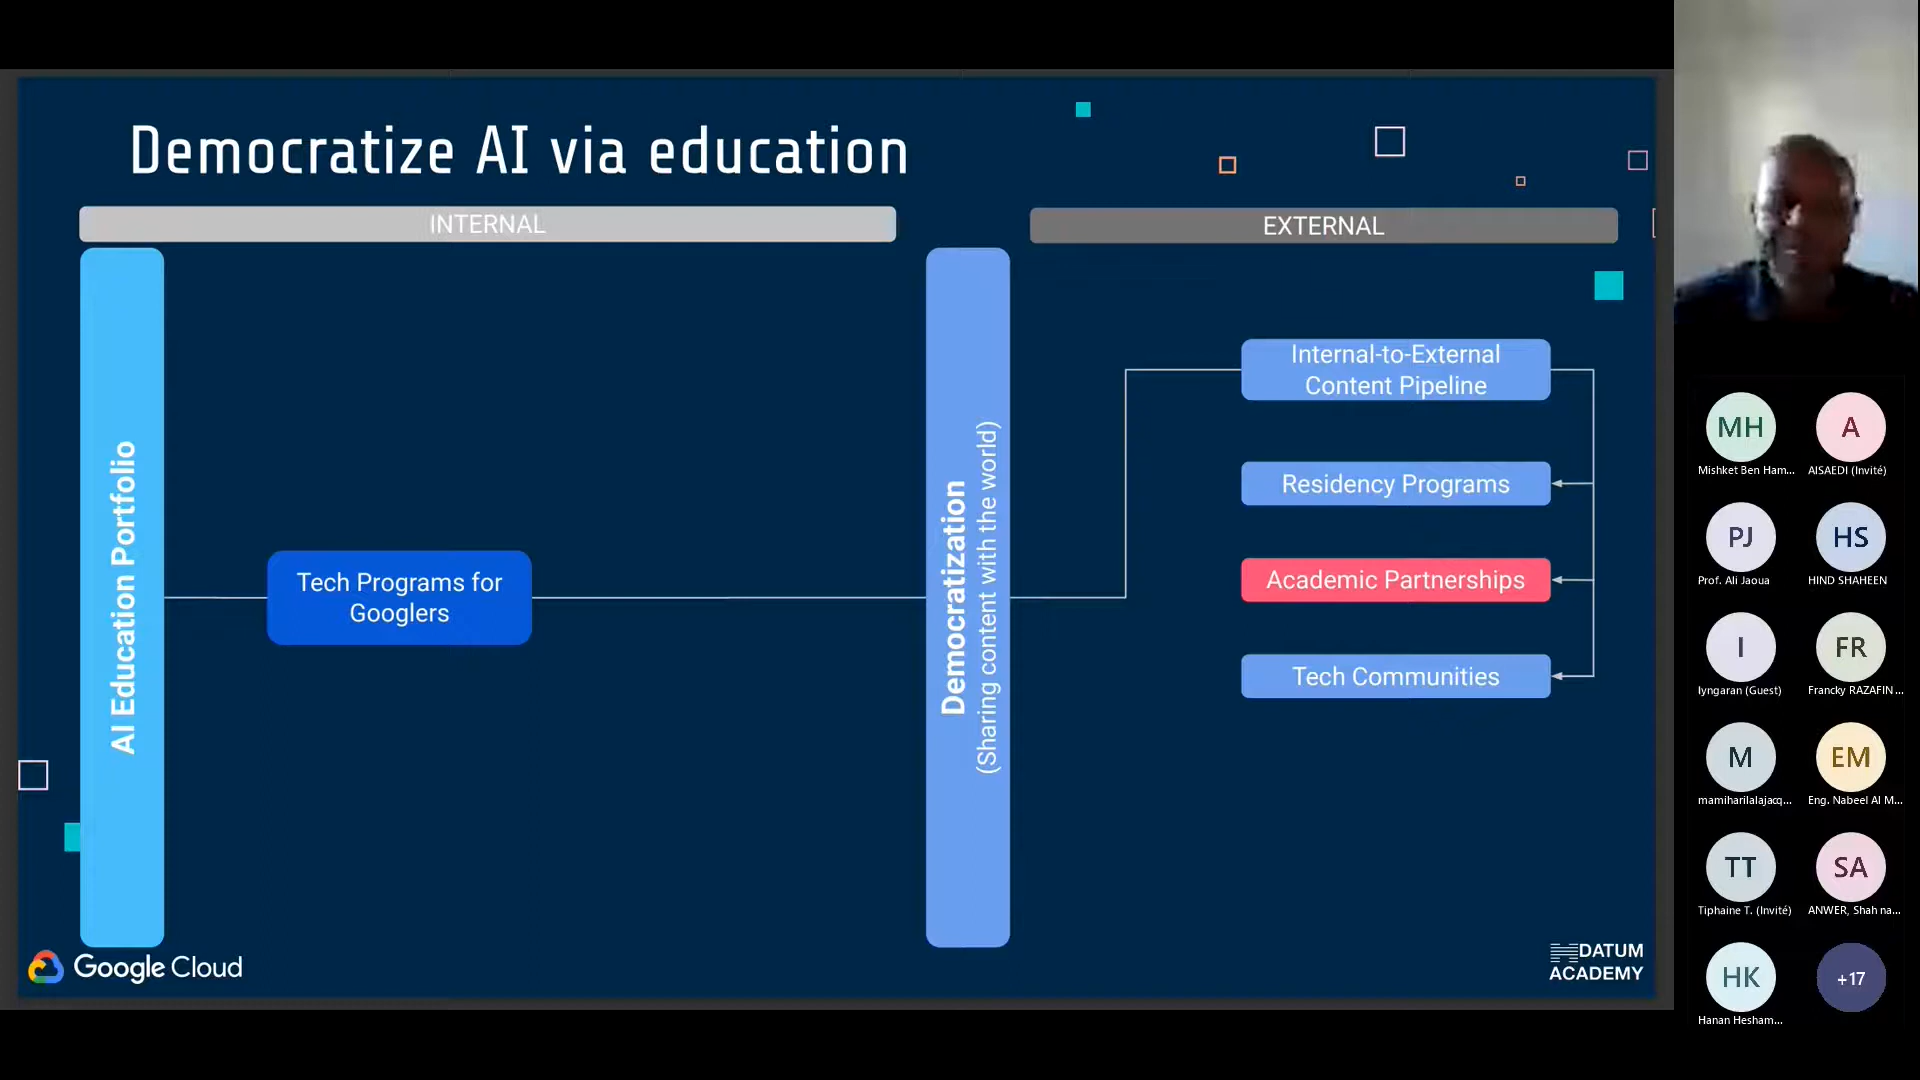 Democratize AI via education
INTERNAL
EXTERNAL
AI Education Portfolio
Tech Programs for
Googlers
Democratization
(Sharing content with the world)
Internal-to-External
Content Pipeline
Residency Programs
Academic Partnerships
Tech Communities
Google Cloud
DATUM
ACADEMY
MH
Mishket Ben Ham...
A
AISAEDI (Invité)
PJ
Prof. Ali Jaoua
HS
HIND SHAHEEN
I
Iyngaran (Guest)
FR
Francky RAZAFIN...
M
mamiharilalajacq...
EM
Eng. Nabeel Al M...
TT
Tiphaine T. (Invité)
SA
ANWER, Shah na...
HK
Hanan Hesham...
+17